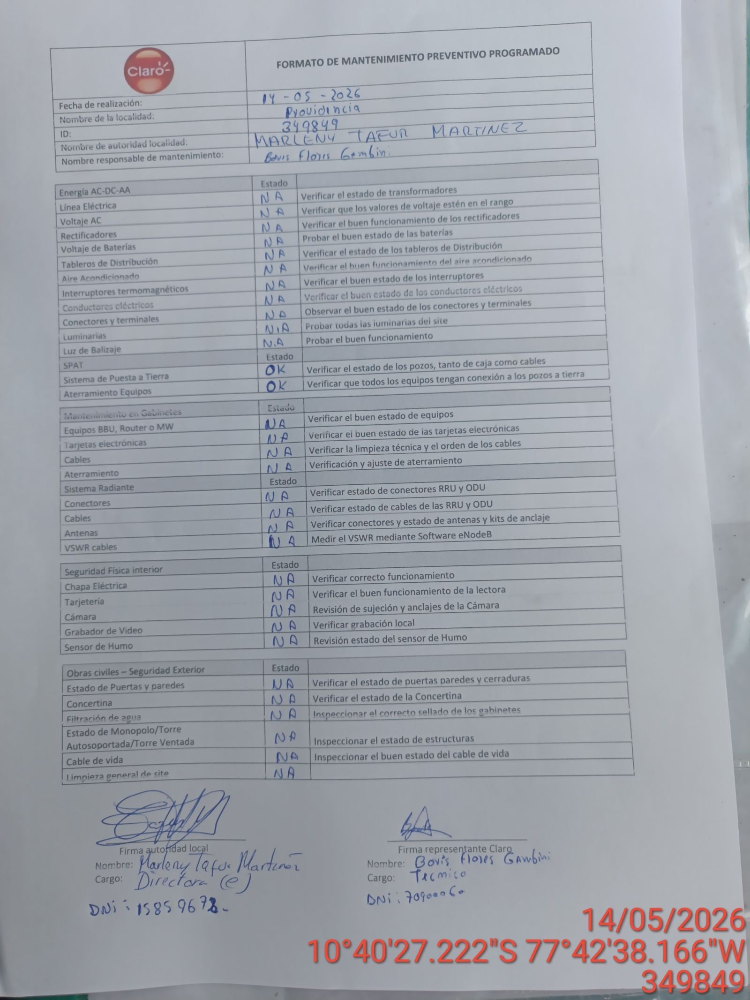 Claro
FORMATO DE MANTENIMIENTO PREVENTIVO PROGRAMADO
Fecha de realización: 14-05-2026
Nombre de la localidad: Providencia
ID: 349849
Nombre de autoridad localidad: MARLENY TAFUR MARTINEZ
Nombre responsable de mantenimiento: Bovis Flores Gambini
Energía AC-DC-AA Estado
Línea Eléctrica NA Verificar el estado de transformadores
Voltaje AC NA Verificar que los valores de voltaje estén en el rango
Rectificadores NA Verificar el buen funcionamiento de los rectificadores
Voltaje de Baterías NA Probar el buen estado de las baterías
Tableros de Distribución NA Verificar el estado de los tableros de Distribución
Aire Acondicionado NA Verificar el buen funcionamiento del aire acondicionado
Interruptores termomagnéticos NA Verificar el buen estado de los interruptores
Conductores eléctricos NA Verificar el buen estado de los conductores eléctricos
Conectores y terminales NA Observar el buen estado de los conectores y terminales
Luminarias N.A Probar todas las luminarias del site
Luz de Balizaje N.A Probar el buen funcionamiento
SPAT Estado
Sistema de Puesta a Tierra OK Verificar el estado de los pozos, tanto de caja como cables
Aterramiento Equipos OK Verificar que todos los equipos tengan conexión a los pozos a tierra
Mantenimiento en Gabinetes Estado
Equipos BBU, Router o MW NA Verificar el buen estado de equipos
Tarjetas electrónicas NA Verificar el buen estado de las tarjetas electrónicas
Cables NA Verificar la limpieza técnica y el orden de los cables
Aterramiento NA Verificación y ajuste de aterramiento
Sistema Radiante Estado
Conectores NA Verificar estado de conectores RRU y ODU
Cables NA Verificar estado de cables de las RRU y ODU
Antenas NA Verificar conectores y estado de antenas y kits de anclaje
VSWR cables NA Medir el VSWR mediante Software eNodeB
Seguridad Física interior Estado
Chapa Eléctrica NA Verificar correcto funcionamiento
Tarjetería NA Verificar el buen funcionamiento de la lectora
Cámara NA Revisión de sujeción y anclajes de la Cámara
Grabador de Video NA Verificar grabación local
Sensor de Humo NA Revisión estado del sensor de Humo
Obras civiles – Seguridad Exterior Estado
Estado de Puertas y paredes NA Verificar el estado de puertas paredes y cerraduras
Concertina NA Verificar el estado de la Concertina
Filtración de agua NA Inspeccionar el correcto sellado de los gabinetes
Estado de Monopolo/Torre
Autosoportada/Torre Ventada NA Inspeccionar el estado de estructuras
Cable de vida NA Inspeccionar el buen estado del cable de vida
Limpieza general de site NA
Firma autoridad local
Nombre: Marleny Tafur Martinez
Cargo: Directora (e)
DNi: 15859678-
Firma representante Claro
Nombre: Bovis Flores Gambini
Cargo: Tecnico
DNi: 70900060
14/05/2026
10°40'27.222"S 77°42'38.166"W
349849